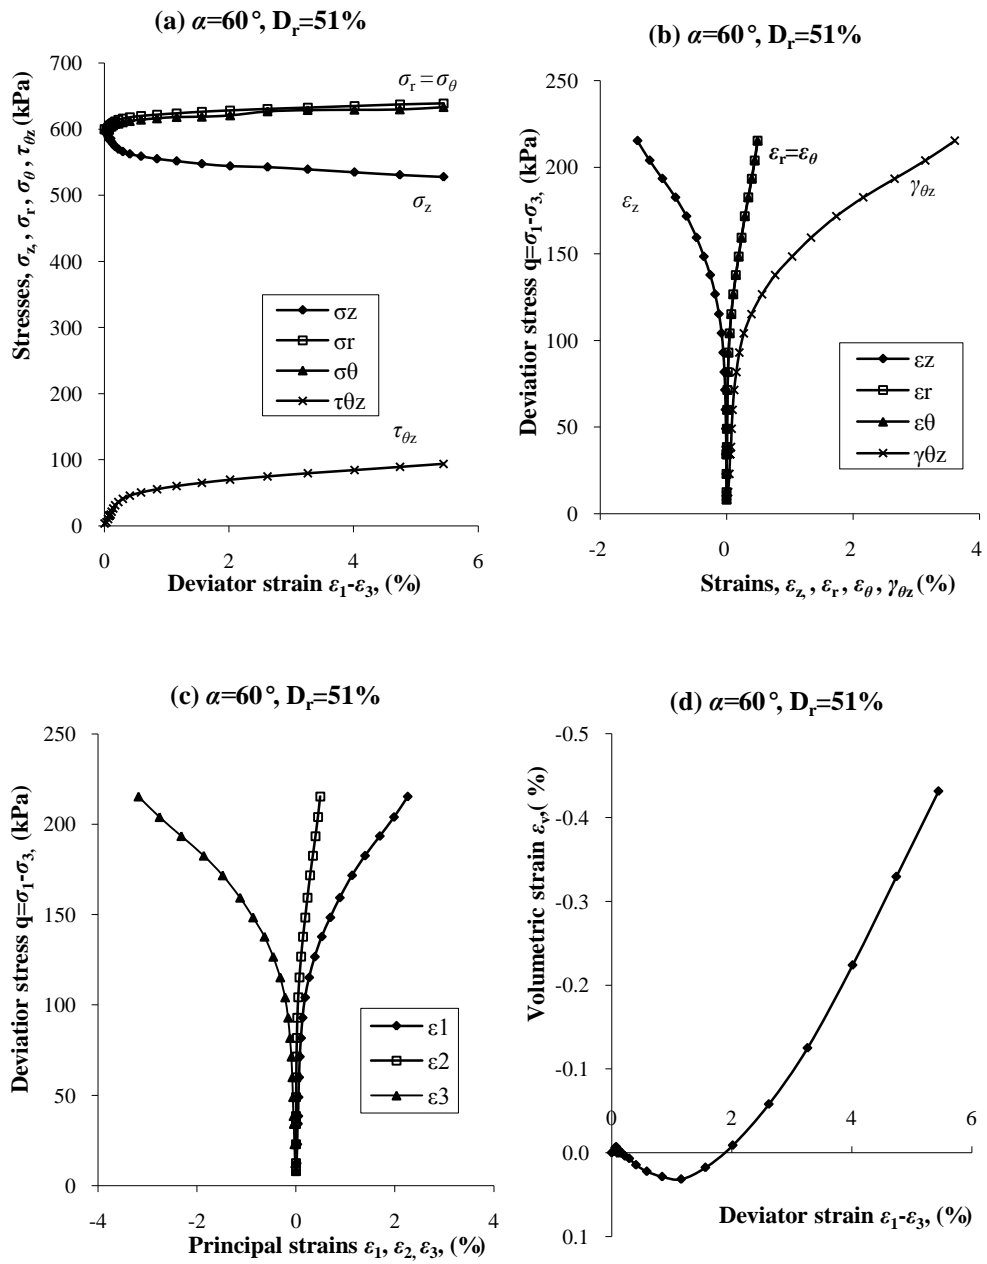 (a) α=60°, Dr=51%
Stresses, σz, , σr, σθ, τθz (kPa)
700
600
500
400
300
200
100
0
σr = σθ
σz
σz
σr
σθ
τθz
τθz
0
2
4
6
Deviator strain ε1-ε3, (%)
(b) α=60°, Dr=51%
Deviatior stress q=σ1-σ3, (kPa)
250
200
150
100
50
0
εz
εr=εθ
γθz
εz
εr
εθ
γθz
-2
0
2
4
Strains, εz, , εr , εθ , γθz (%)
(c) α=60°, Dr=51%
Deviatior stress q=σ1-σ3, (kPa)
250
200
150
100
50
0
ε1
ε2
ε3
-4
-2
0
2
4
Principal strains ε1, ε2, ε3, (%)
(d) α=60°, Dr=51%
Volumetric strain εv,( %)
-0.5
-0.4
-0.3
-0.2
-0.1
0.0
0.1
0
2
4
6
Deviator strain ε1-ε3, (%)